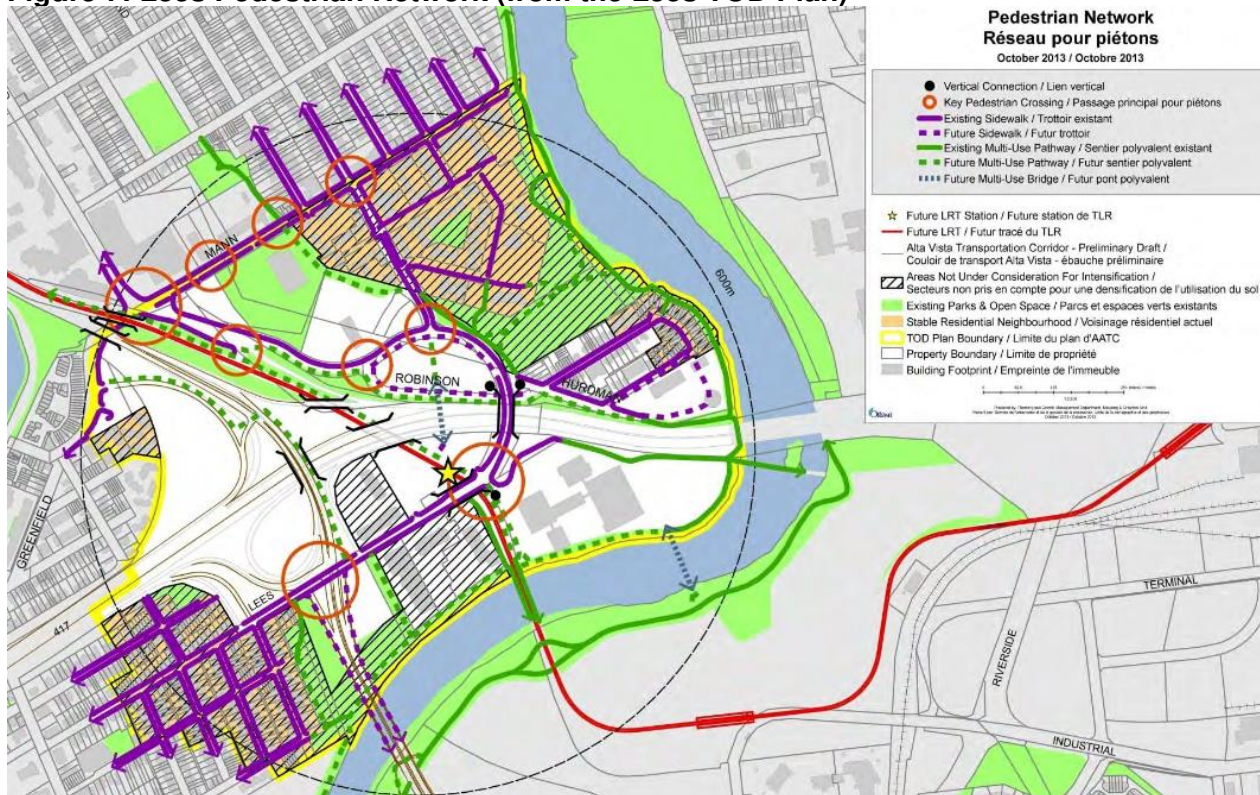 Figure 7: Lees Pedestrian Network (from the Lees TOD Plan)
Pedestrian Network
Réseau pour piétons
October 2013 / Octobre 2013
Vertical Connection / Lien vertical
Key Pedestrian Crossing / Passage principal pour piétons
Existing Sidewalk / Trottoir existant
Future Sidewalk / Futur trottoir
Existing Multi-Use Pathway / Sentier polyvalent existant
Future Multi-Use Pathway / Futur sentier polyvalent
Future Multi-Use Bridge / Futur pont polyvalent
Future LRT Station / Future station de TLR
Future LRT / Futur tracé du TLR
Alta Vista Transportation Corridor - Preliminary Draft /
Couloir de transport Alta Vista - ébauche préliminaire
Areas Not Under Consideration For Intensification /
Secteurs non pris en compte pour une densification de l'utilisation du sol
Existing Parks & Open Space / Parcs et espaces verts existants
Stable Residential Neighbourhood / Voisinage résidentiel actuel
TOD Plan Boundary / Limite du plan d'AATC
Property Boundary / Limite de propriété
Building Footprint / Empreinte de l'immeuble
Ottawa
MANN
600m
ROBINSON
HURDMAN
GREENFIELD
LEES
417
TERMINAL
RIVERSIDE
INDUSTRIAL